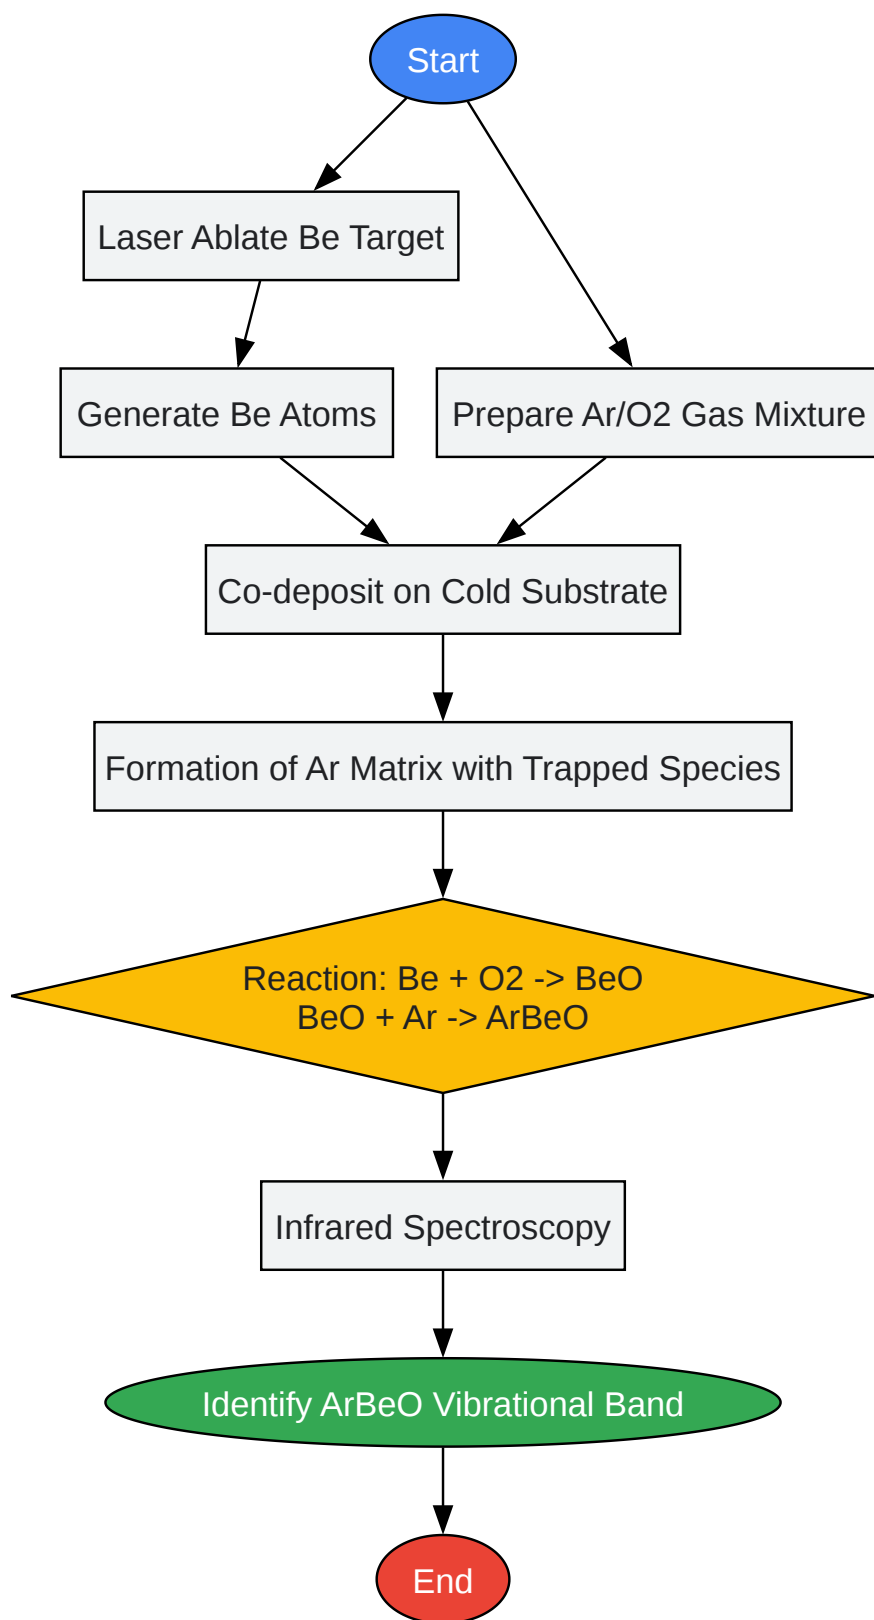 Start
Laser Ablate Be Target
Generate Be Atoms
Prepare Ar/O2 Gas Mixture
Co-deposit on Cold Substrate
Formation of Ar Matrix with Trapped Species
Reaction: Be + O2 -> BeO
BeO + Ar -> ArBeO
Infrared Spectroscopy
Identify ArBeO Vibrational Band
End